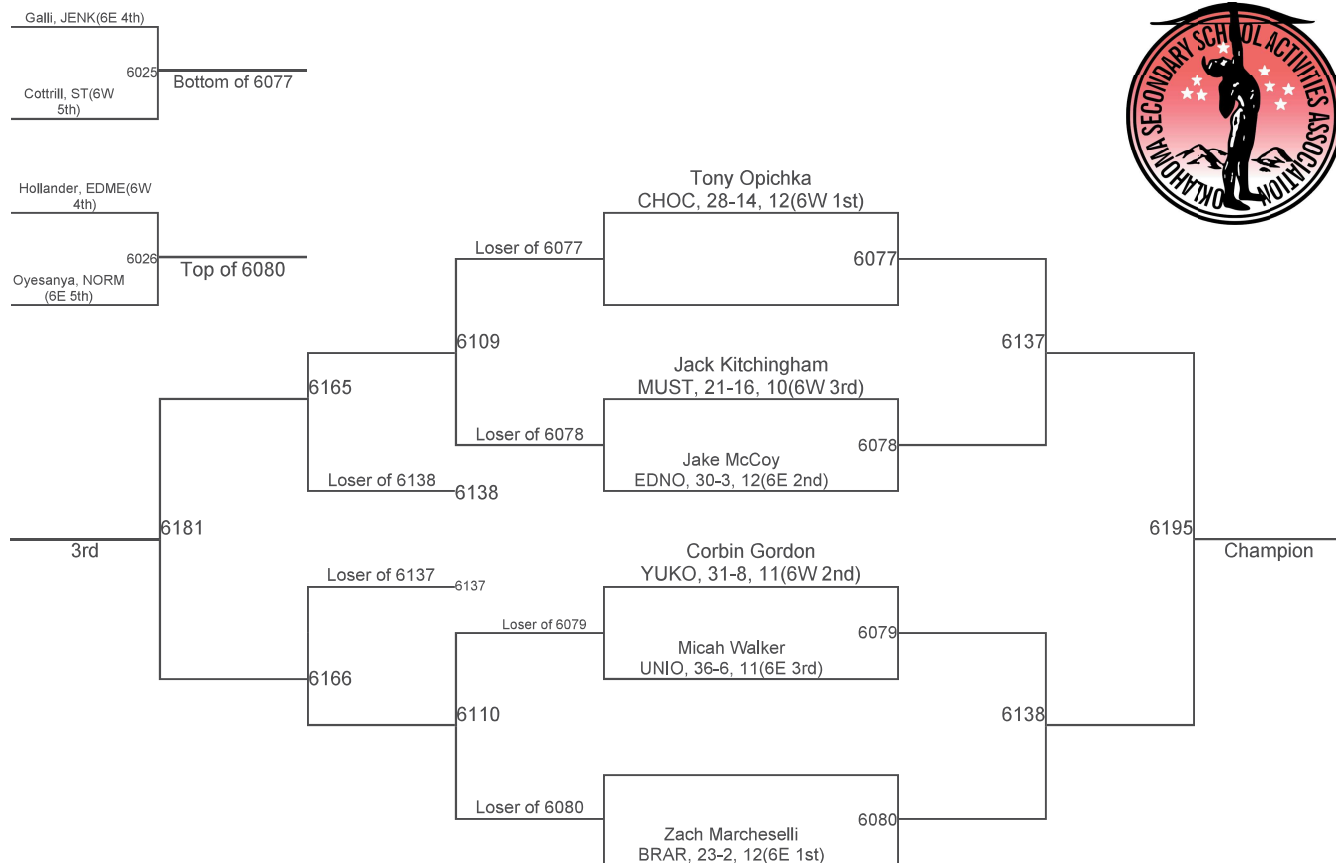 Galli, JENK(6E 4th)
6025
Bottom of 6077
Cottrill, ST(6W
5th)
Hollander, EDME(6W
4th)
6026
Top of 6080
Oyesanya, NORM
(6E 5th)
OKLAHOMA SECONDARY SCHOOL ACTIVITIES ASSOCIATION
Tony Opichka
CHOC, 28-14, 12(6W 1st)
Loser of 6077
6077
6109
6137
Jack Kitchingham
MUST, 21-16, 10(6W 3rd)
6165
Loser of 6078
6078
Jake McCoy
EDNO, 30-3, 12(6E 2nd)
Loser of 6138
6138
6181
6195
3rd
Champion
Corbin Gordon
YUKO, 31-8, 11(6W 2nd)
Loser of 6137
6137
Loser of 6079
6079
Micah Walker
UNIO, 36-6, 11(6E 3rd)
6166
6110
6138
Loser of 6080
6080
Zach Marcheselli
BRAR, 23-2, 12(6E 1st)